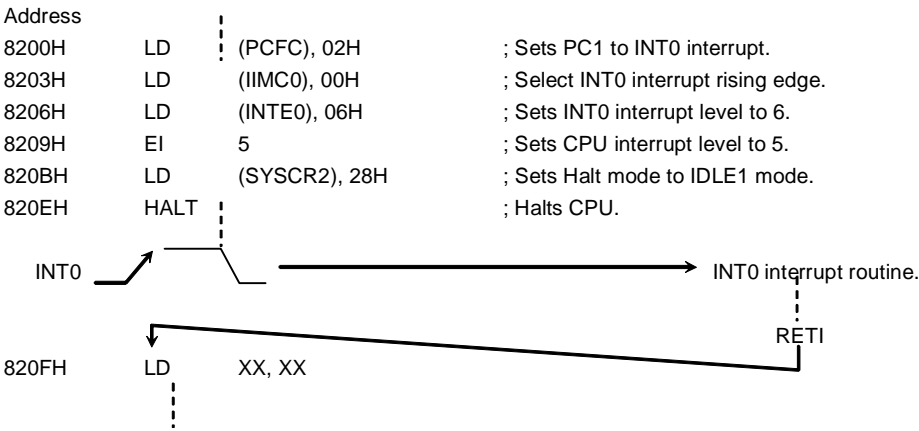 Address
8200H LD (PCFC), 02H ; Sets PC1 to INT0 interrupt.
8203H LD (IIMC0), 00H ; Select INT0 interrupt rising edge.
8206H LD (INTE0), 06H ; Sets INT0 interrupt level to 6.
8209H EI 5 ; Sets CPU interrupt level to 5.
820BH LD (SYSCR2), 28H ; Sets Halt mode to IDLE1 mode.
820EH HALT ; Halts CPU.
INT0 INT0 interrupt routine.
RETI
820FH LD XX, XX